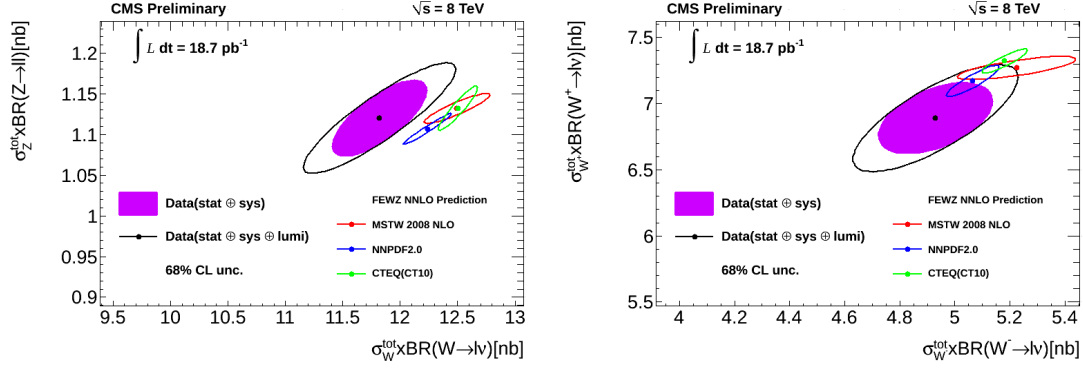 CMS Preliminary √s = 8 TeV
σ_Z^tot xBR(Z→ll)[nb]
∫ L dt = 18.7 pb⁻¹
1.2
1.15
1.1
1.05
1
0.95
0.9
Data(stat ⊕ sys)
Data(stat ⊕ sys ⊕ lumi)
68% CL unc.
FEWZ NNLO Prediction
MSTW 2008 NLO
NNPDF2.0
CTEQ(CT10)
9.5 10 10.5 11 11.5 12 12.5 13
σ_W^tot xBR(W→lν)[nb]
CMS Preliminary √s = 8 TeV
σ_W⁺^tot xBR(W⁺→lν)[nb]
∫ L dt = 18.7 pb⁻¹
7.5
7
6.5
6
5.5
Data(stat ⊕ sys)
Data(stat ⊕ sys ⊕ lumi)
68% CL unc.
FEWZ NNLO Prediction
MSTW 2008 NLO
NNPDF2.0
CTEQ(CT10)
4 4.2 4.4 4.6 4.8 5 5.2 5.4
σ_W⁻^tot xBR(W⁻→lν)[nb]